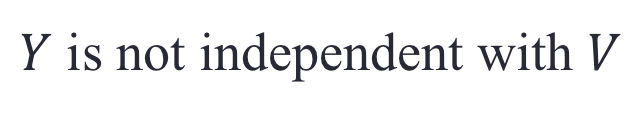 Y is not independent with V